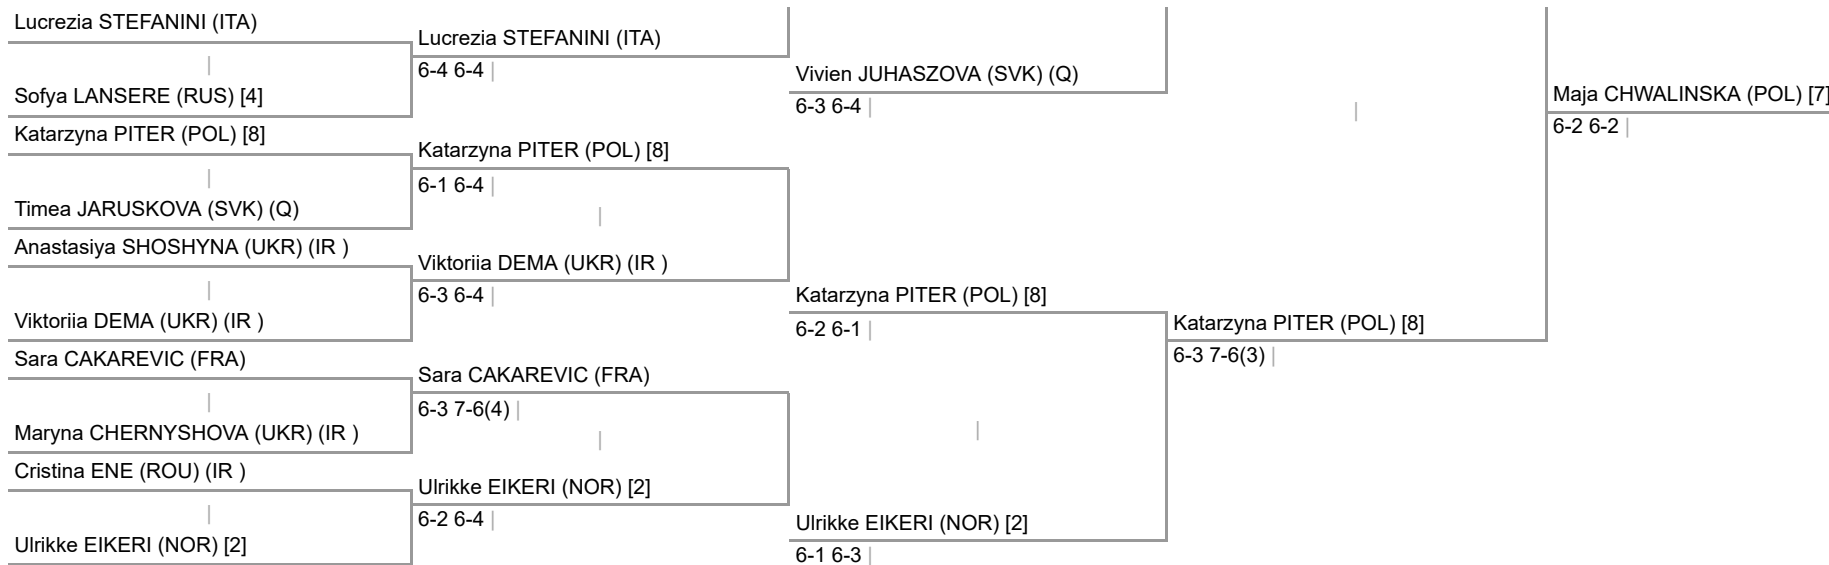 Lucrezia STEFANINI (ITA)
Sofya LANSERE (RUS) [4]
Katarzyna PITER (POL) [8]
Timea JARUSKOVA (SVK) (Q)
Anastasiya SHOSHYNA (UKR) (IR )
Viktoriia DEMA (UKR) (IR )
Sara CAKAREVIC (FRA)
Maryna CHERNYSHOVA (UKR) (IR )
Cristina ENE (ROU) (IR )
Ulrikke EIKERI (NOR) [2]
Lucrezia STEFANINI (ITA)
6-4 6-4 |
Katarzyna PITER (POL) [8]
6-1 6-4 |
Viktoriia DEMA (UKR) (IR )
6-3 6-4 |
Sara CAKAREVIC (FRA)
6-3 7-6(4) |
Ulrikke EIKERI (NOR) [2]
6-2 6-4 |
Vivien JUHASZOVA (SVK) (Q)
6-3 6-4 |
Katarzyna PITER (POL) [8]
6-2 6-1 |
Ulrikke EIKERI (NOR) [2]
6-1 6-3 |
Katarzyna PITER (POL) [8]
6-3 7-6(3) |
Maja CHWALINSKA (POL) [7]
6-2 6-2 |